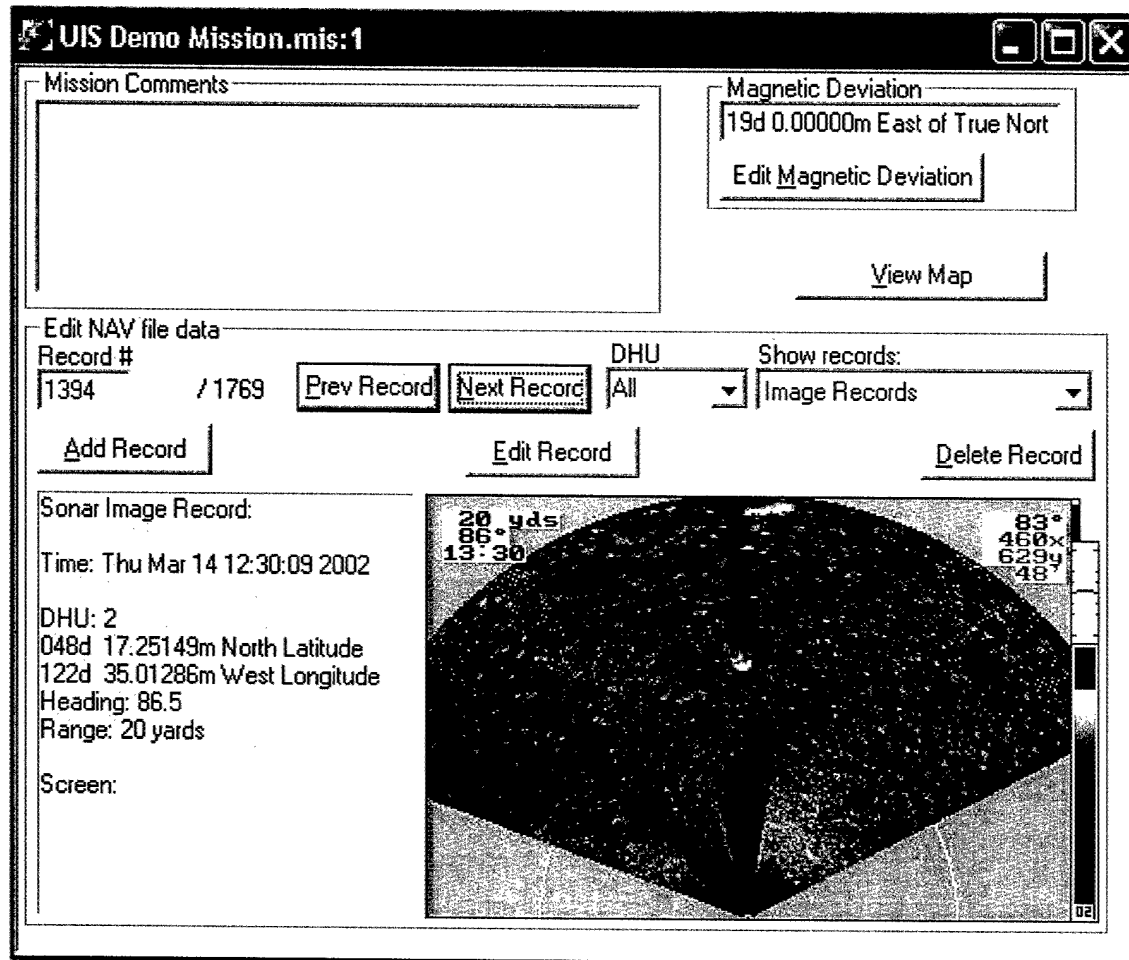 UIS Demo Mission.mis:1
Mission Comments
Magnetic Deviation
19d 0.00000m East of True Nort
Edit Magnetic Deviation
View Map
Edit NAV file data
Record #
1394 / 1769
Prev Record
Next Record
DHU
All
Show records:
Image Records
Add Record
Edit Record
Delete Record
Sonar Image Record:
Time: Thu Mar 14 12:30:09 2002
DHU: 2
048d 17.25149m North Latitude
122d 35.01286m West Longitude
Heading: 86.5
Range: 20 yards
Screen:
20 yds
86°
13:30
83°
460x
629y
48'
02